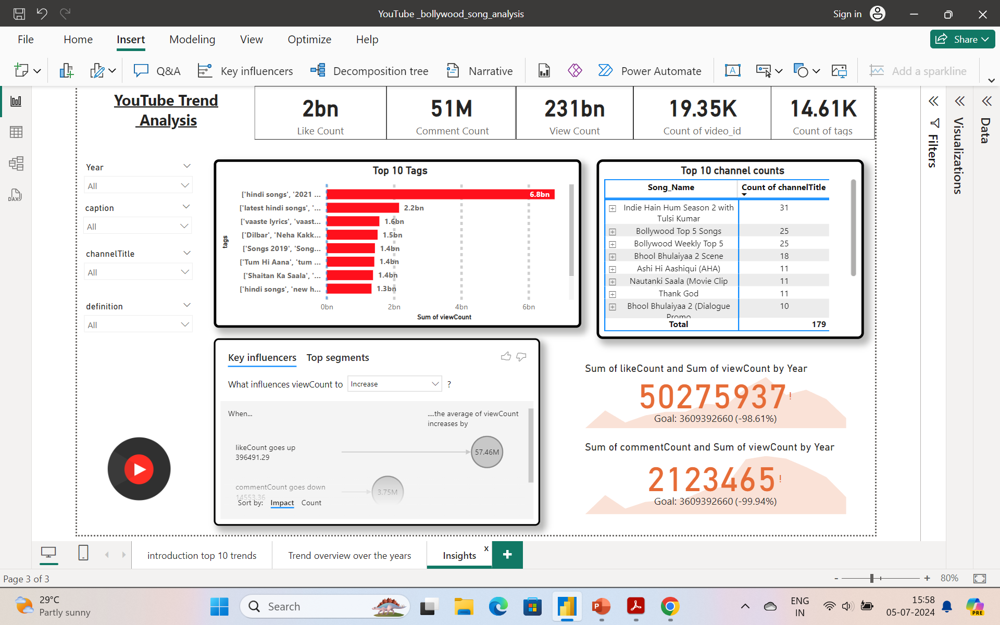 YouTube _bollywood_song_analysis
Sign in
File Home Insert Modeling View Optimize Help
Share
Q&A
Key influencers
Decomposition tree
Narrative
Power Automate
Add a sparkline
DAX
YouTube Trend
Analysis
2bn
Like Count
51M
Comment Count
231bn
View Count
19.35K
Count of video_id
14.61K
Count of tags
Filters
Visualizations
Data
Year
All
caption
All
channelTitle
All
definition
All
Top 10 Tags
tags
['hindi songs', '2021 ... 6.8bn
['latest hindi songs', '... 2.2bn
['vaaste lyrics', 'vaast... 1.6bn
['Dilbar', 'Neha Kakk... 1.5bn
['Songs 2019', 'Song... 1.4bn
['Tum Hi Aana', 'tum ... 1.4bn
['Shaitan Ka Saala', '... 1.4bn
['hindi songs', 'new h... 1.3bn
0bn 2bn 4bn 6bn
Sum of viewCount
Top 10 channel counts
Song_Name Count of channelTitle
Indie Hain Hum Season 2 with 31
Tulsi Kumar
Bollywood Top 5 Songs 25
Bollywood Weekly Top 5 25
Bhool Bhulaiyaa 2 Scene 18
Ashi Hi Aashiqui (AHA) 11
Nautanki Saala (Movie Clip 11
Thank God 11
Bhool Bhulaiyaa 2 (Dialogue 10
Promo
Total 179
Key influencers Top segments
What influences viewCount to Increase ?
When...
....the average of viewCount
increases by
likeCount goes up
396491.29
57.46M
commentCount goes down
14553.36
3.75M
Sort by: Impact Count
Sum of likeCount and Sum of viewCount by Year
50275937!
Goal: 3609392660 (-98.61%)
Sum of commentCount and Sum of viewCount by Year
2123465!
Goal: 3609392660 (-99.94%)
introduction top 10 trends
Trend overview over the years
Insights x
+
Page 3 of 3
- + 80%
29°C
Partly sunny
Search
ENG
IN
15:58
05-07-2024
PRE